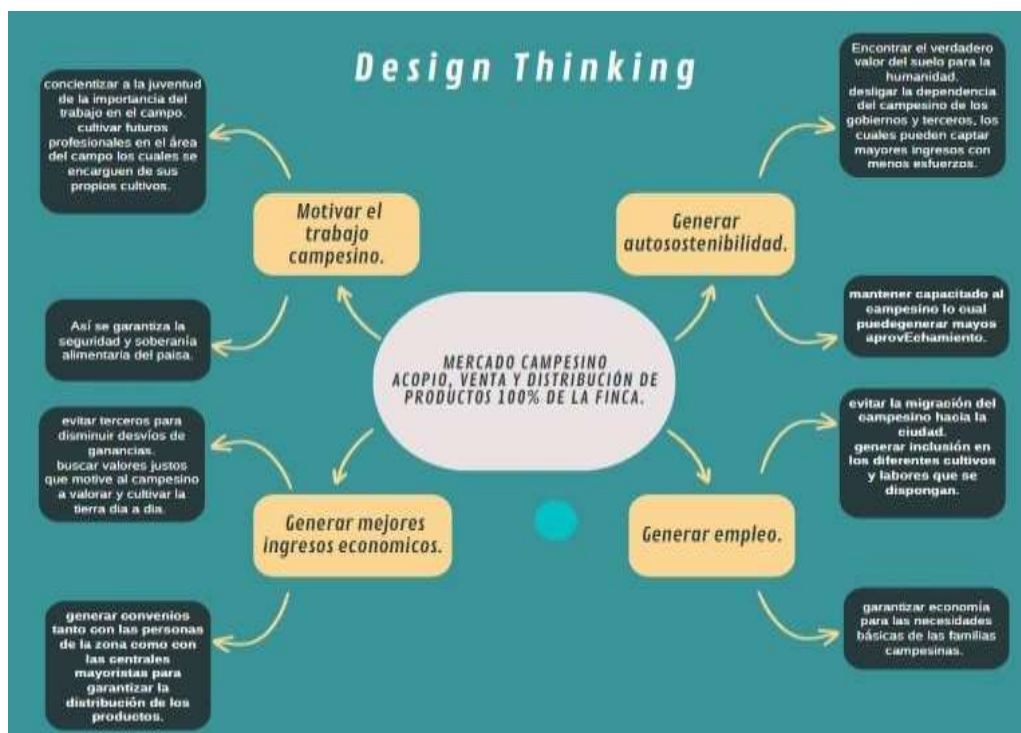 Design Thinking
concientizar a la juventud
de la importancia del
trabajo en el campo.
cultivar futuros
profesionales en el área
del campo los cuales se
encarguen de sus
propios cultivos.
Motivar el
trabajo
campesino.
Así se garantiza la
seguridad y soberanía
alimentaria del paisa.
Encontrar el verdadero
valor del suelo para la
humanidad.
desligar la dependencia
del campesino de los
gobiernos y terceros, los
cuales pueden captar
mayores ingresos con
menos esfuerzos.
Generar
autosostenibilidad.
mantener capacitado al
campesino lo cual
puedegenerar mayos
aprovEchamiento.
MERCADO CAMPESINO
ACOPIO, VENTA Y DISTRIBUCIÓN DE
PRODUCTOS 100% DE LA FINCA.
evitar terceros para
disminuir desvíos de
ganancias.
buscar valores justos
que motive al campesino
a valorar y cultivar la
tierra dia a dia.
Generar mejores
ingresos economicos.
generar convenios
tanto con las personas
de la zona como con
las centrales
mayoristas para
garantizar la
distribución de los
productos.
evitar la migración del
campesino hacia la
ciudad.
generar inclusión en
los diferentes cultivos
y labores que se
dispongan.
Generar empleo.
garantizar economía
para las necesidades
básicas de las familias
campesinas.